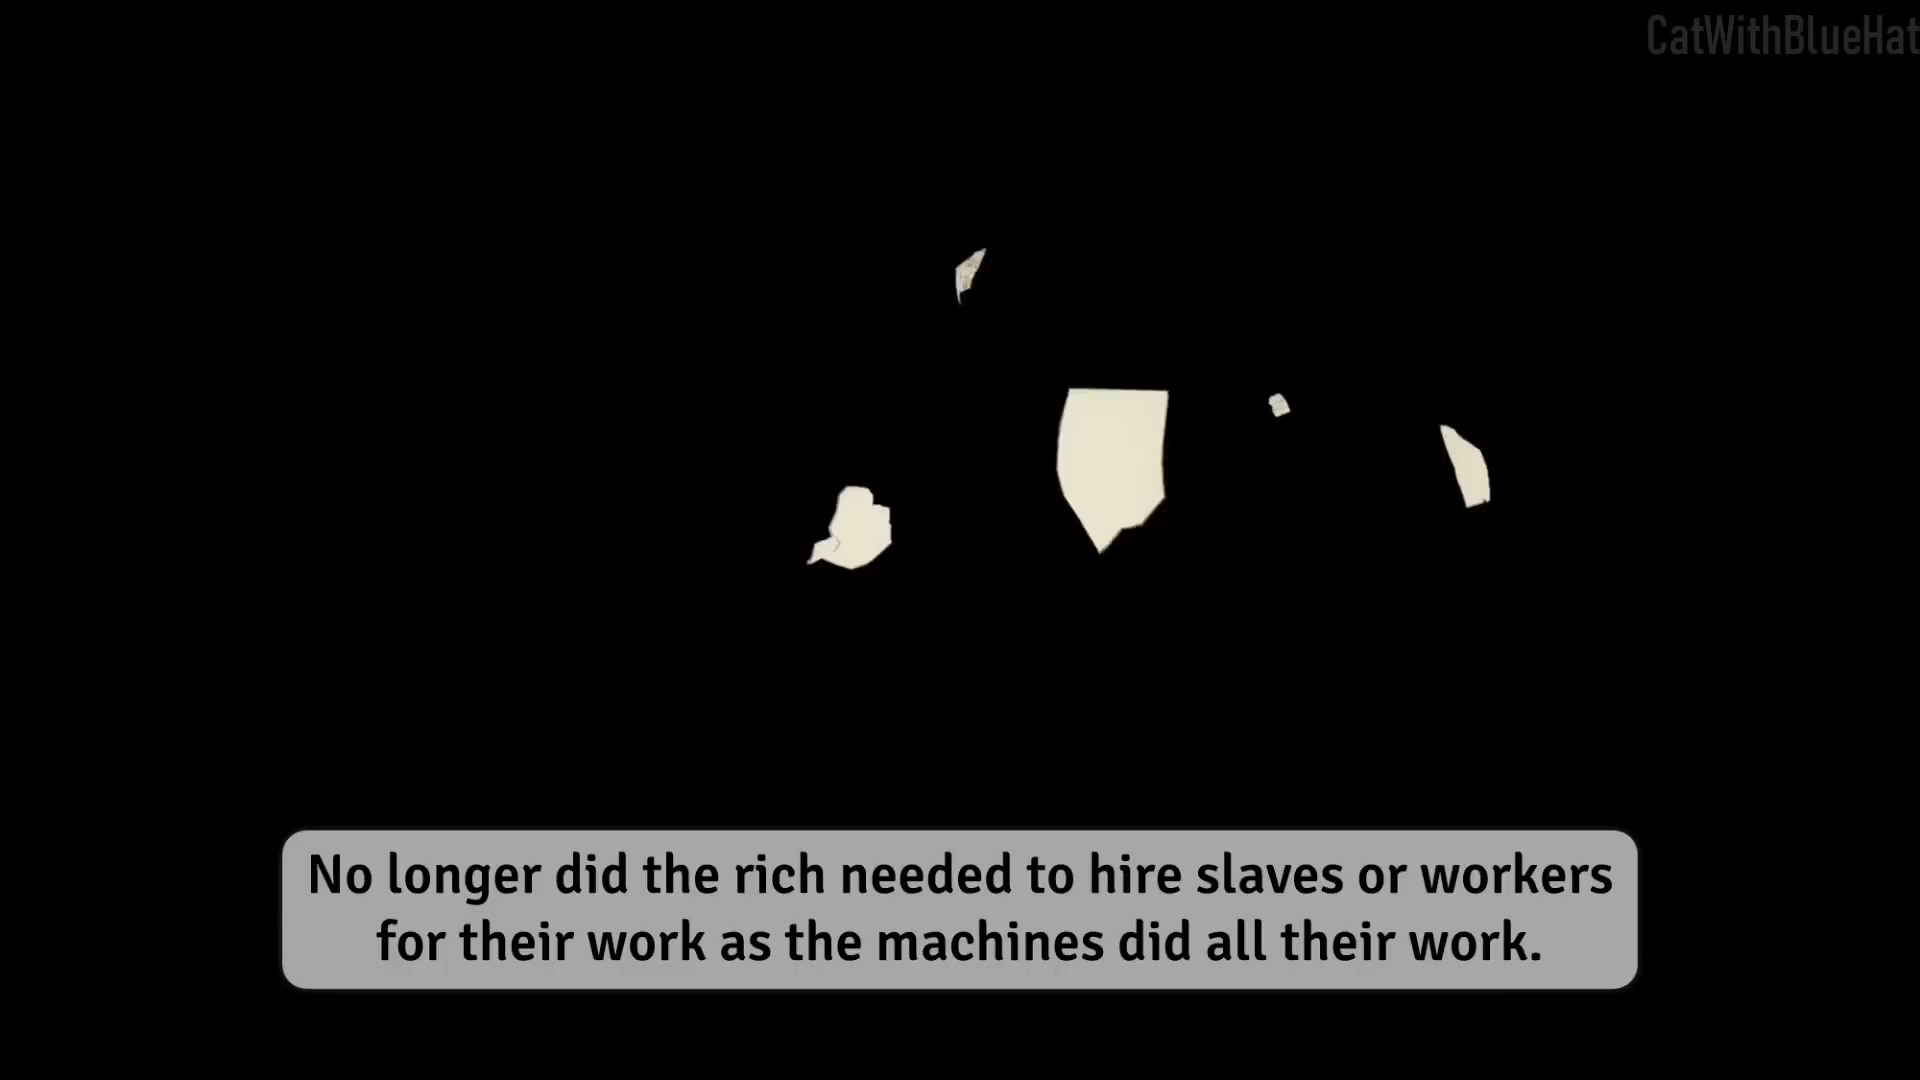 CatWithBlueHat
No longer did the rich needed to hire slaves or workers
for their work as the machines did all their work.